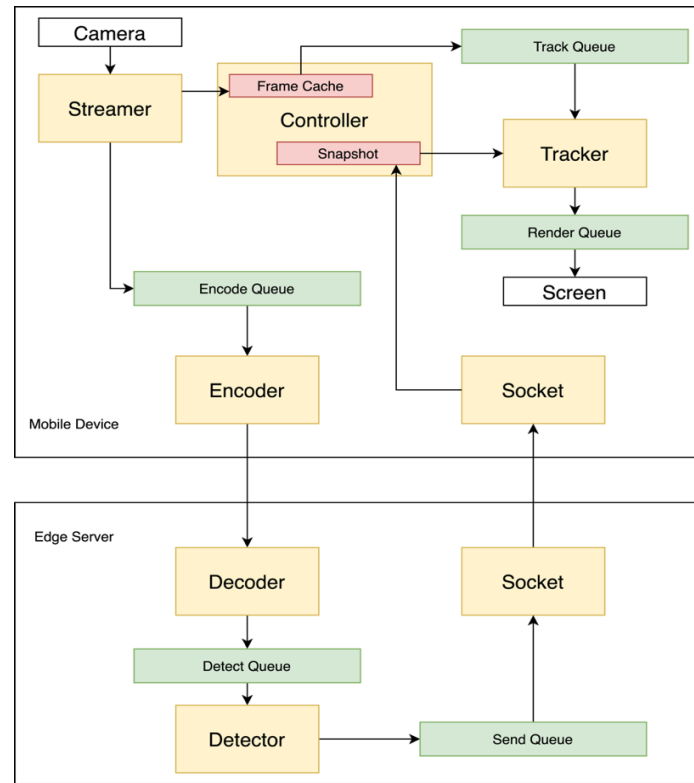 Camera
Track Queue
Frame Cache
Streamer
Controller
Snapshot
Tracker
Render Queue
Encode Queue
Screen
Encoder
Socket
Mobile Device
Edge Server
Decoder
Socket
Detect Queue
Detector
Send Queue